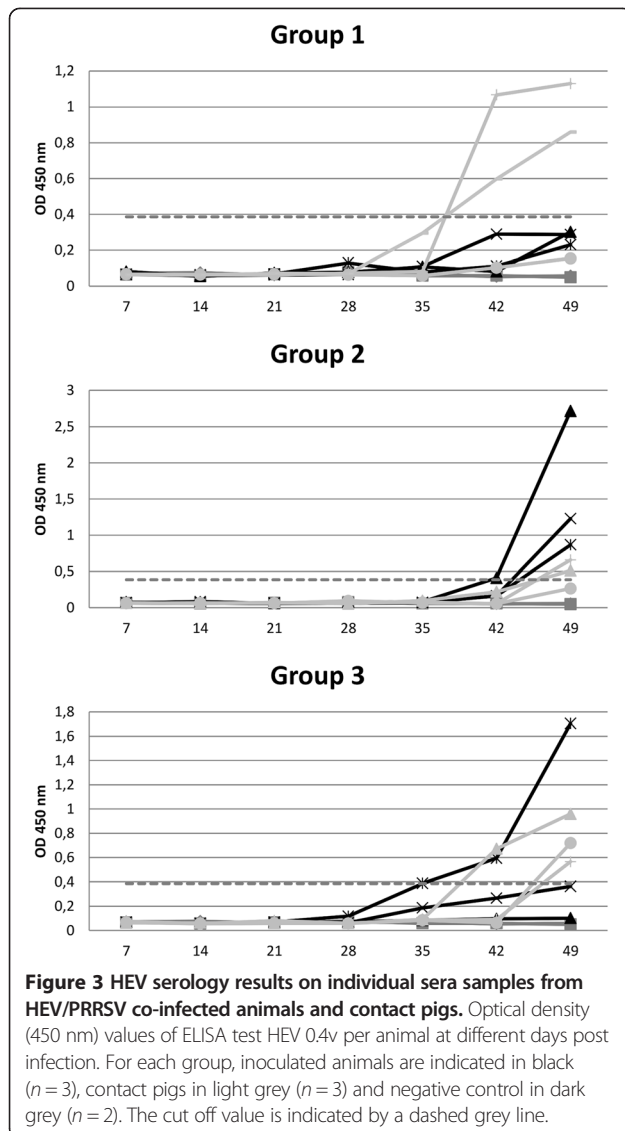 Group 1
1,2
1
0,8
0,6
0,4
0,2
0
OD 450 nm
7 14 21 28 35 42 49
Group 2
3
2,5
2
1,5
1
0,5
0
OD 450 nm
7 14 21 28 35 42 49
Group 3
1,8
1,6
1,4
1,2
1
0,8
0,6
0,4
0,2
0
OD 450 nm
7 14 21 28 35 42 49
Figure 3 HEV serology results on individual sera samples from
HEV/PRRSV co-infected animals and contact pigs. Optical density
(450 nm) values of ELISA test HEV 0.4v per animal at different days post
infection. For each group, inoculated animals are indicated in black
(n = 3), contact pigs in light grey (n = 3) and negative control in dark
grey (n = 2). The cut off value is indicated by a dashed grey line.